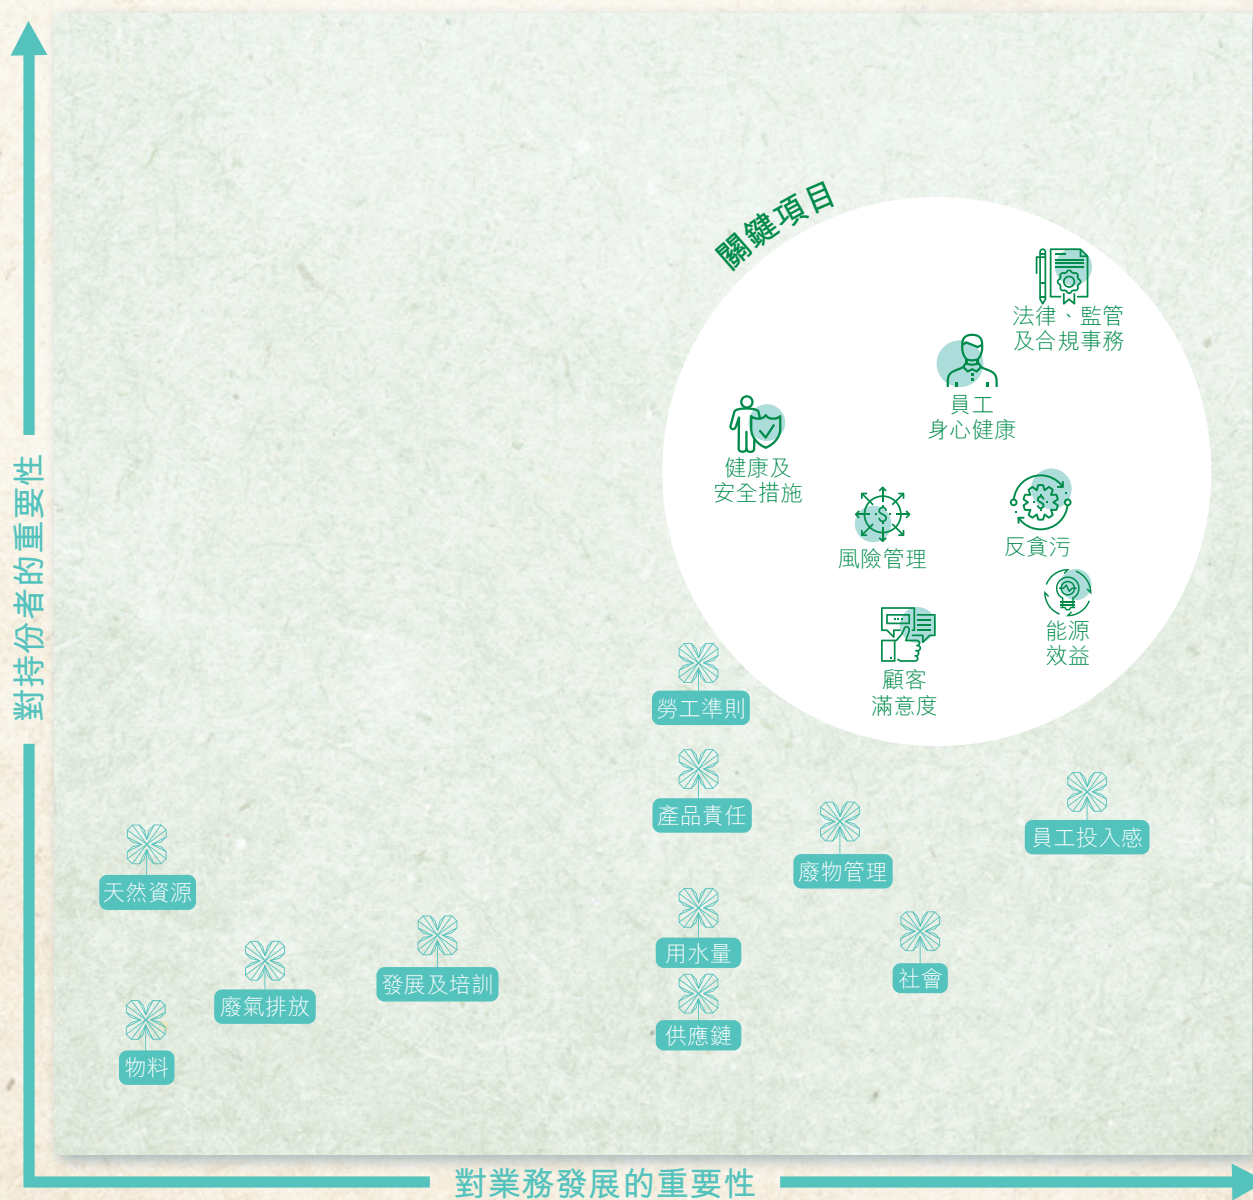 關鍵項目
法律、監管
及合規事務
員工
身心健康
健康及
安全措施
風險管理
反貪污
能源
效益
顧客
滿意度
勞工準則
產品責任
員工投入感
廢物管理
天然資源
用水量
社會
發展及培訓
廢氣排放
供應鏈
物料
對持份者的重要性
對業務發展的重要性